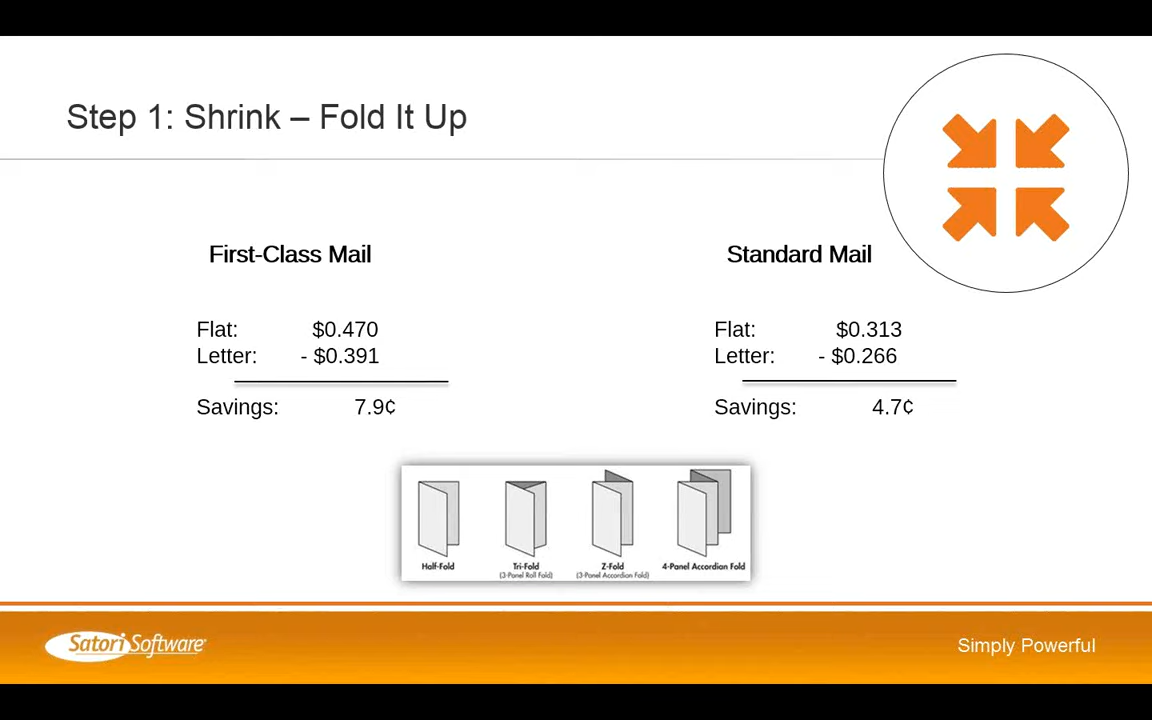 Step 1: Shrink – Fold It Up
First-Class Mail
Flat: $0.470
Letter: - $0.391
Savings: 7.9¢
Standard Mail
Flat: $0.313
Letter: - $0.266
Savings: 4.7¢
Half-Fold
Tri-Fold
(3-Panel Roll Fold)
Z-Fold
(3-Panel Accordion Fold)
4-Panel Accordion Fold
Satori Software
Simply Powerful